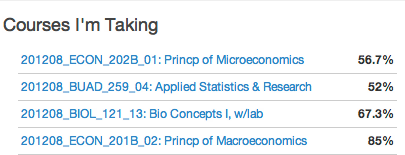 Courses I'm Taking
201208_ECON_202B_01: Princp of Microeconomics 56.7%
201208_BUAD_259_04: Applied Statistics & Research 52%
201208_BIOL_121_13: Bio Concepts I, w/lab 67.3%
201208_ECON_201B_02: Princp of Macroeconomics 85%